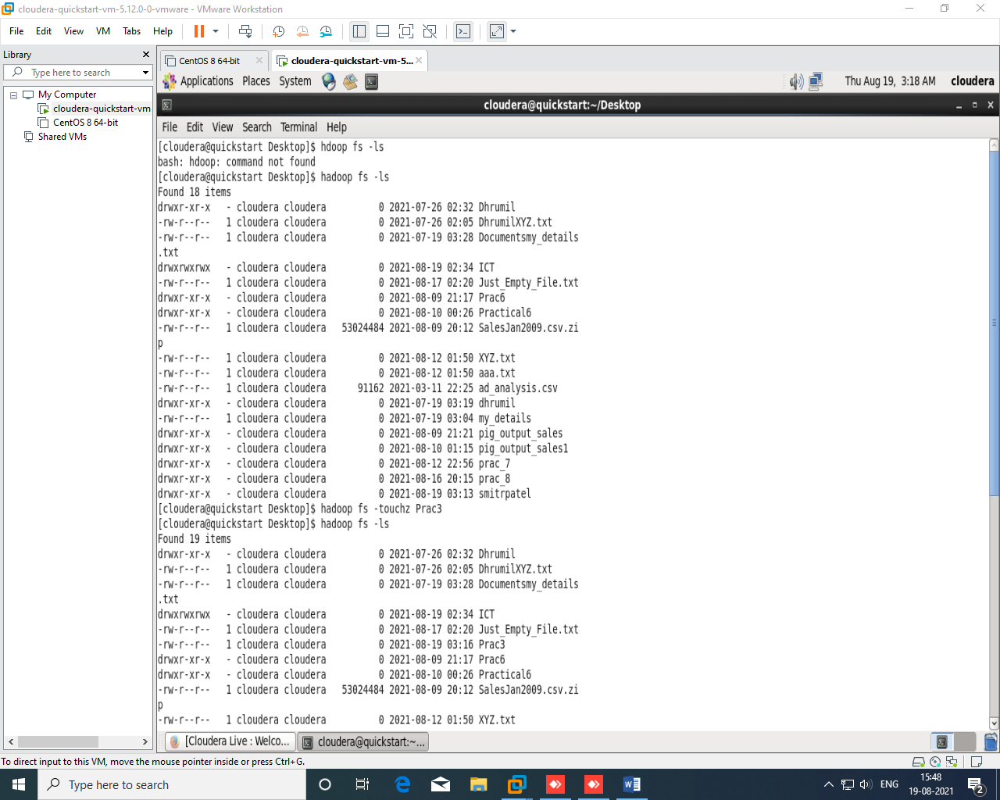 cloudera-quickstart-vm-5.12.0-0-vmware - VMware Workstation
File Edit View VM Tabs Help
Library
Type here to search
My Computer
cloudera-quickstart-vm
CentOS 8 64-bit
Shared VMs
CentOS 8 64-bit
cloudera-quickstart-vm-5...
Applications Places System
Thu Aug 19, 3:18 AM cloudera
cloudera@quickstart:~/Desktop
File Edit View Search Terminal Help
[cloudera@quickstart Desktop]$ hdoop fs -ls
bash: hdoop: command not found
[cloudera@quickstart Desktop]$ hadoop fs -ls
Found 18 items
drwxr-xr-x   - cloudera cloudera          0 2021-07-26 02:32 Dhrumil
-rw-r--r--   1 cloudera cloudera          0 2021-07-26 02:05 DhrumilXYZ.txt
-rw-r--r--   1 cloudera cloudera          0 2021-07-19 03:28 Documentsmy_details
.txt
drwxrwxrwx   - cloudera cloudera          0 2021-08-19 02:34 ICT
-rw-r--r--   1 cloudera cloudera          0 2021-08-17 02:20 Just_Empty_File.txt
drwxr-xr-x   - cloudera cloudera          0 2021-08-09 21:17 Prac6
drwxr-xr-x   - cloudera cloudera          0 2021-08-10 00:26 Practical6
-rw-r--r--   1 cloudera cloudera   53024484 2021-08-09 20:12 SalesJan2009.csv.zi
p
-rw-r--r--   1 cloudera cloudera          0 2021-08-12 01:50 XYZ.txt
-rw-r--r--   1 cloudera cloudera          0 2021-08-12 01:50 aaa.txt
-rw-r--r--   1 cloudera cloudera      91162 2021-03-11 22:25 ad_analysis.csv
drwxr-xr-x   - cloudera cloudera          0 2021-07-19 03:19 dhrumil
-rw-r--r--   1 cloudera cloudera          0 2021-07-19 03:04 my_details
drwxr-xr-x   - cloudera cloudera          0 2021-08-09 21:21 pig_output_sales
drwxr-xr-x   - cloudera cloudera          0 2021-08-10 01:15 pig_output_sales1
drwxr-xr-x   - cloudera cloudera          0 2021-08-12 22:56 prac_7
drwxr-xr-x   - cloudera cloudera          0 2021-08-16 20:15 prac_8
drwxr-xr-x   - cloudera cloudera          0 2021-08-19 03:13 smitrpatel
[cloudera@quickstart Desktop]$ hadoop fs -touchz Prac3
[cloudera@quickstart Desktop]$ hadoop fs -ls
Found 19 items
drwxr-xr-x   - cloudera cloudera          0 2021-07-26 02:32 Dhrumil
-rw-r--r--   1 cloudera cloudera          0 2021-07-26 02:05 DhrumilXYZ.txt
-rw-r--r--   1 cloudera cloudera          0 2021-07-19 03:28 Documentsmy_details
.txt
drwxrwxrwx   - cloudera cloudera          0 2021-08-19 02:34 ICT
-rw-r--r--   1 cloudera cloudera          0 2021-08-17 02:20 Just_Empty_File.txt
-rw-r--r--   1 cloudera cloudera          0 2021-08-19 03:16 Prac3
drwxr-xr-x   - cloudera cloudera          0 2021-08-09 21:17 Prac6
drwxr-xr-x   - cloudera cloudera          0 2021-08-10 00:26 Practical6
-rw-r--r--   1 cloudera cloudera   53024484 2021-08-09 20:12 SalesJan2009.csv.zi
p
-rw-r--r--   1 cloudera cloudera          0 2021-08-12 01:50 XYZ.txt
[Cloudera Live : Welco...
cloudera@quickstart:~...
To direct input to this VM, move the mouse pointer inside or press Ctrl+G.
Type here to search
ENG
15:48
19-08-2021
2